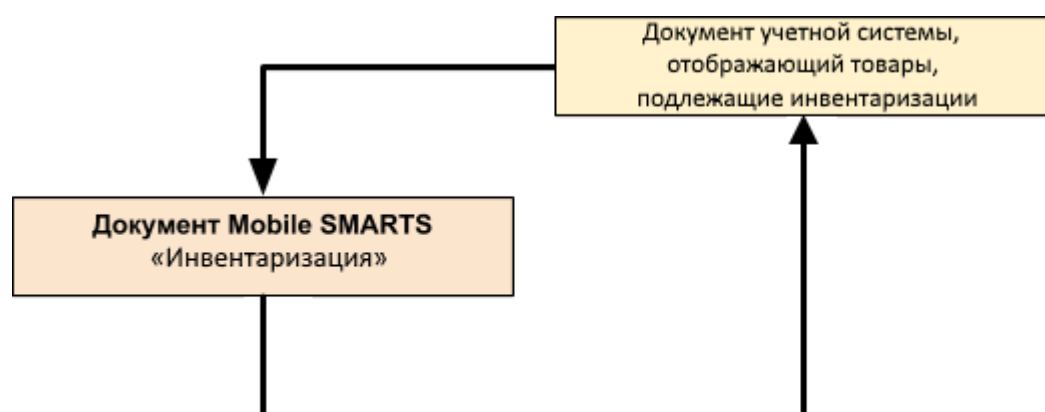 Документ учетной системы,
отображающий товары,
подлежащие инвентаризации
Документ Mobile SMARTS
«Инвентаризация»